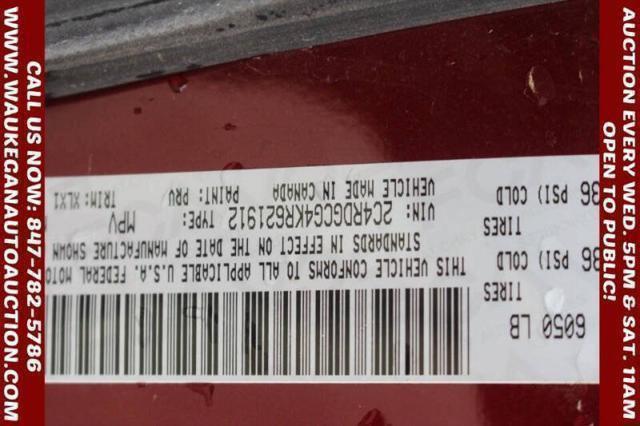 WWW.WAUKEGANAUTOAUCTION.COM
CALL US NOW: 847-782-5786
6050 LB
TIRES
36 PSI) COLD
TIRES
36 PSI) COLD
THIS VEHICLE CONFORMS TO ALL APPLICABLE U.S.A. FEDERAL MOTO
STANDARDS IN EFFECT ON THE DATE OF MANUFACTURE SHOWN
VIN: 2C4RDGCG4KR621912 TYPE: MPV
VEHICLE MADE IN CANADA PAINT: PRV TRIM: XLX1
AUCTION EVERY WED. 5PM & SAT. 11AM
OPEN TO PUBLIC!